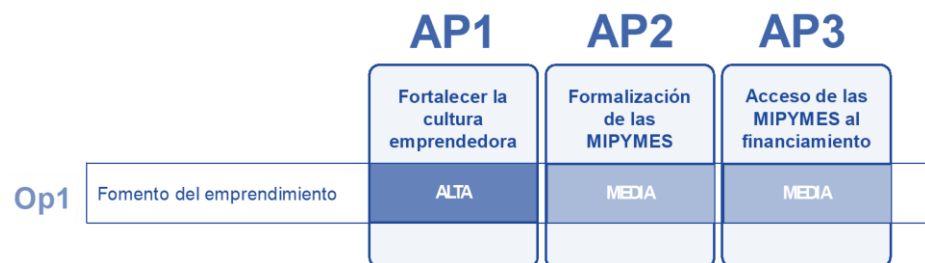 AP1 AP2 AP3
Fortalecer la
cultura
emprendedora
Formalización
de las
MIPYMES
Acceso de las
MIPYMES al
financiamiento
Op1 Fomento del emprendimiento ALTA MEDIA MEDIA